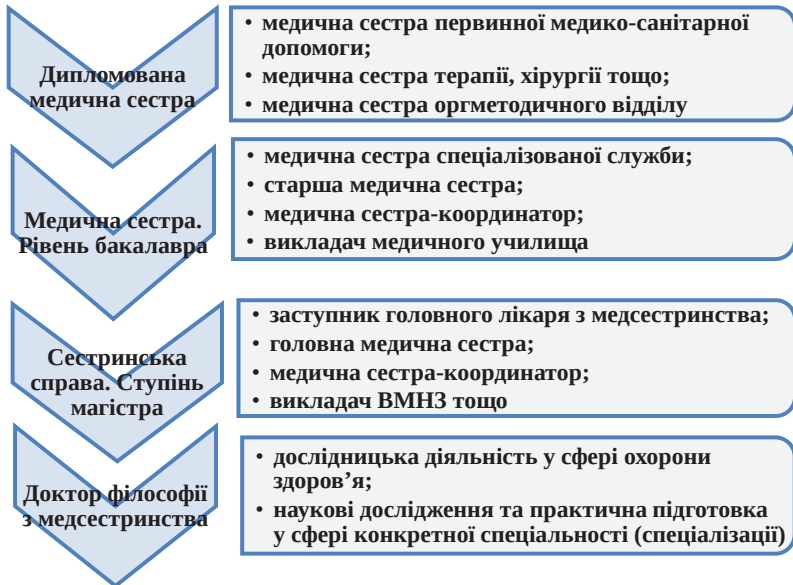 Дипломована
медична сестра
• медична сестра первинної медико-санітарної
допомоги;
• медична сестра терапії, хірургії тощо;
• медична сестра оргметодичного відділу
Медична сестра.
Рівень бакалавра
• медична сестра спеціалізованої служби;
• старша медична сестра;
• медична сестра-координатор;
• викладач медичного училища
Сестринська
справа. Ступінь
магістра
• заступник головного лікаря з медсестринства;
• головна медична сестра;
• медична сестра-координатор;
• викладач ВМНЗ тощо
Доктор філософії
з медсестринства
• дослідницька діяльність у сфері охорони
здоров’я;
• наукові дослідження та практична підготовка
у сфері конкретної спеціальності (спеціалізації)